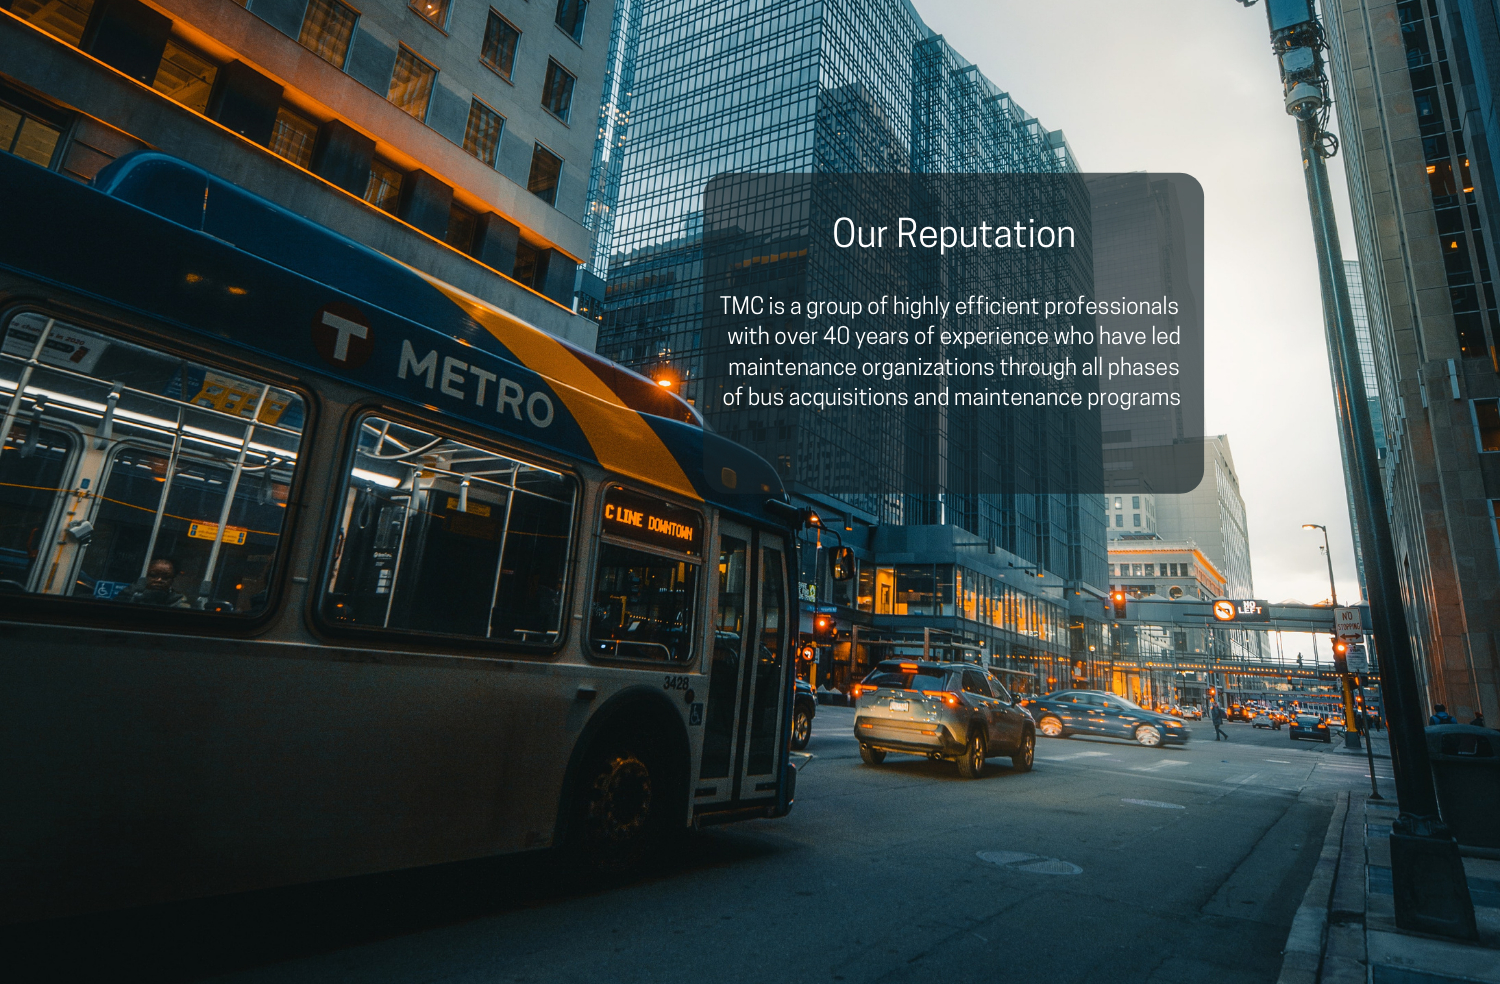 Our Reputation
TMC is a group of highly efficient professionals
with over 40 years of experience who have led
maintenance organizations through all phases
of bus acquisitions and maintenance programs
T METRO
C LINE DOWNTOWN
3428
NO
LEFT
NO
STOPPING